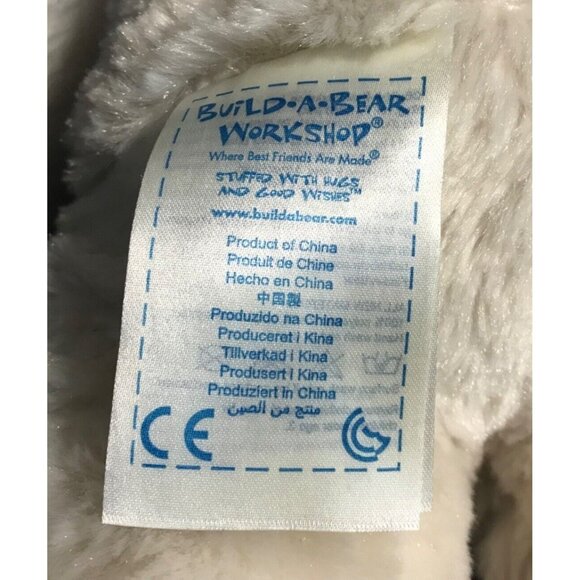 BUILD-A-BEAR
WORKSHOP®
Where Best Friends Are Made®
STUFFED WITH HUGS
AND GOOD WISHES™
www.buildabear.com
Product of China
Produit de Chine
Hecho en China
中国製
Produzido na China
Produceret i Kina
Tillverkad i Kina
Produsert i Kina
Produziert in China
منتج من الصين
CE